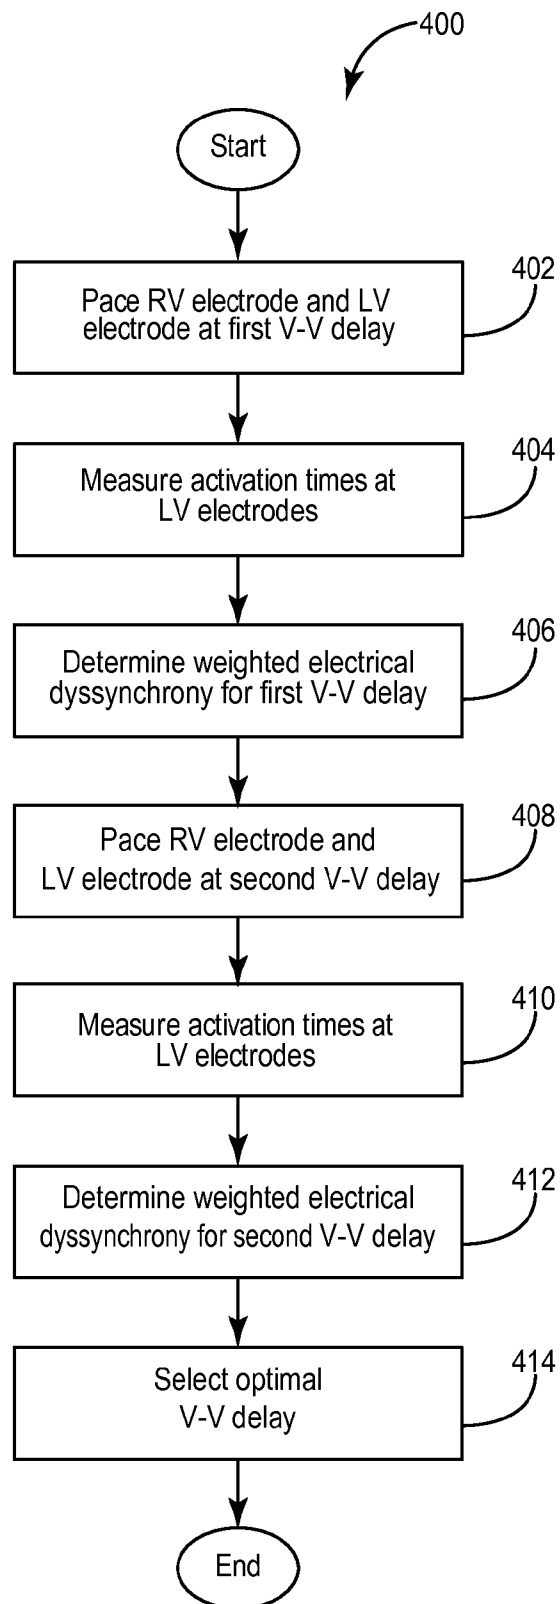 400
Start
402
Pace RV electrode and LV
electrode at first V-V delay
404
Measure activation times at
LV electrodes
406
Determine weighted electrical
dyssynchrony for first V-V delay
408
Pace RV electrode and
LV electrode at second V-V delay
410
Measure activation times at
LV electrodes
412
Determine weighted electrical
dyssynchrony for second V-V delay
414
Select optimal
V-V delay
End